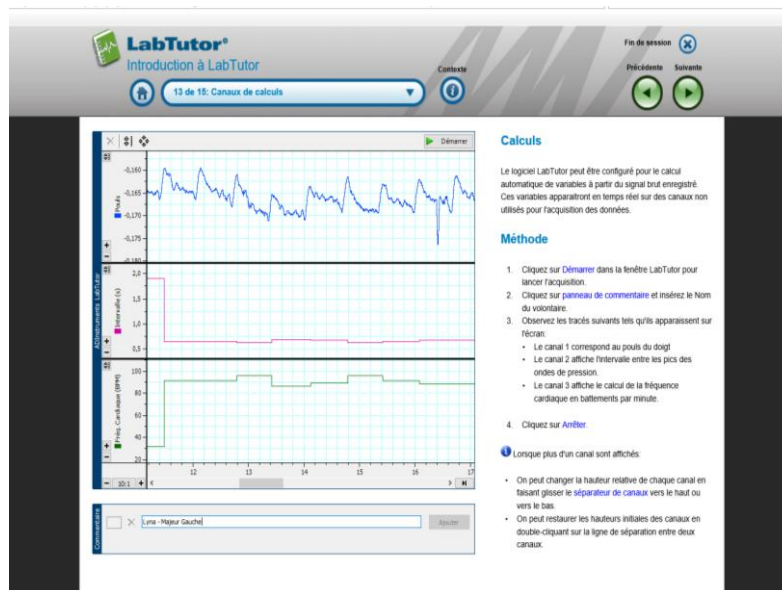 LabTutor®
Introduction à LabTutor
13 de 15: Canaux de calculs
Contexte
Fin de session
Précédente Suivante
Démarrer
-0,160
-0,165
-0,170
-0,175
-0,180
Pouls
2,0
1,5
1,0
0,5
Intervalle (s)
100
80
60
40
20
Fréq. Cardiaque (BPM)
ADInstruments LabTutor
12 13 14 15 16 17
10:1
Commentaire
Lyna - Majeur Gauche
Ajouter
Calculs
Le logiciel LabTutor peut être configuré pour le calcul
automatique de variables à partir du signal brut enregistré.
Ces variables apparaitront en temps réel sur des canaux non
utilisés pour l'acquisition des données.
Méthode
1. Cliquez sur Démarrer dans la fenêtre LabTutor pour
lancer l'acquisition.
2. Cliquez sur panneau de commentaire et insérez le Nom
du volontaire.
3. Observez les tracés suivants tels qu'ils apparaissent sur
l'écran:
• Le canal 1 correspond au pouls du doigt
• Le canal 2 affiche l'intervalle entre les pics des
ondes de pression.
• Le canal 3 affiche le calcul de la fréquence
cardiaque en battements par minute.
4. Cliquez sur Arrêter.
Lorsque plus d'un canal sont affichés:
• On peut changer la hauteur relative de chaque canal en
faisant glisser le séparateur de canaux vers le haut ou
vers le bas.
• On peut restaurer les hauteurs initiales des canaux en
double-cliquant sur la ligne de séparation entre deux
canaux.